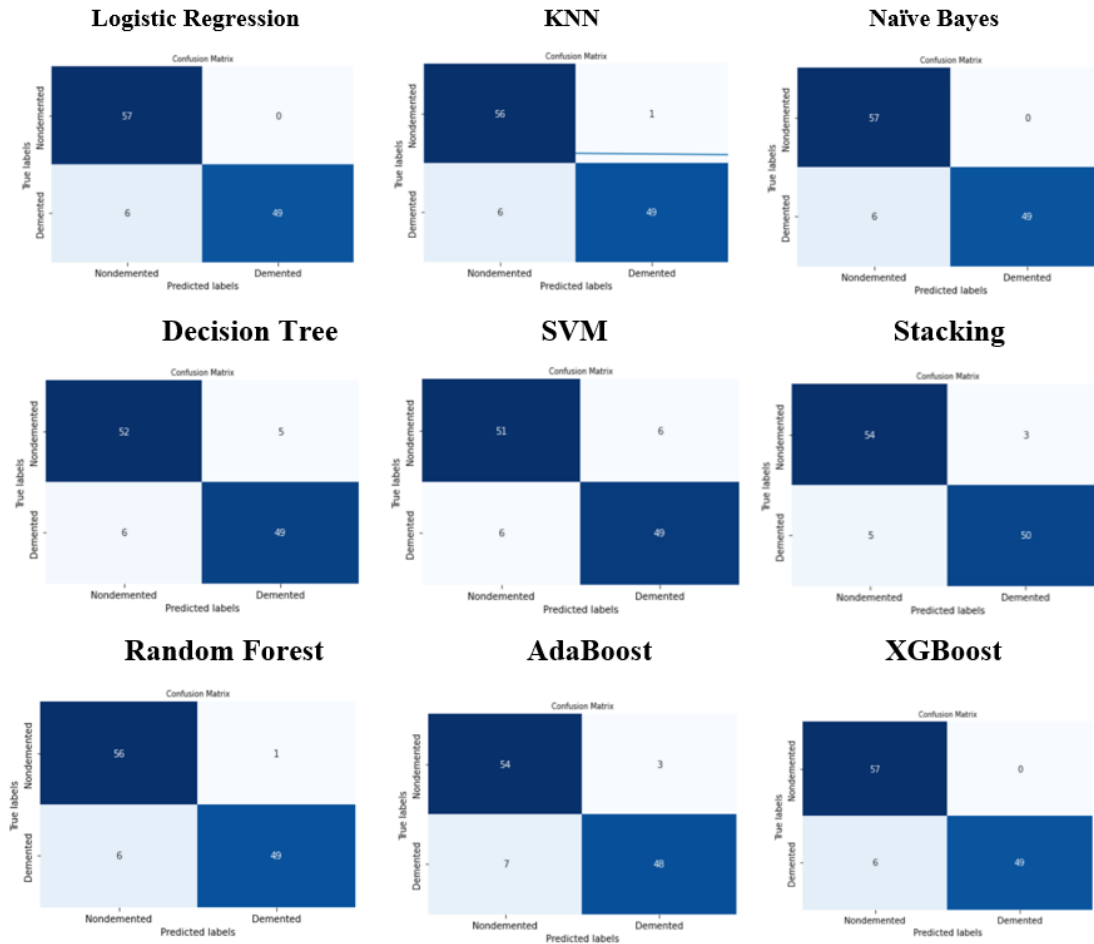 Logistic Regression
KNN
Naïve Bayes
Confusion Matrix
Nondemented
57
0
True labels
Demented
6
49
Nondemented
Demented
Predicted labels
Confusion Matrix
Nondemented
56
1
True labels
Demented
6
49
Nondemented
Demented
Predicted labels
Confusion Matrix
Nondemented
57
0
True labels
Demented
6
49
Nondemented
Demented
Predicted labels
Decision Tree
SVM
Stacking
Confusion Matrix
Nondemented
52
5
True labels
Demented
6
49
Nondemented
Demented
Predicted labels
Confusion Matrix
Nondemented
51
6
True labels
Demented
6
49
Nondemented
Demented
Predicted labels
Confusion Matrix
Nondemented
54
3
True labels
Demented
5
50
Nondemented
Demented
Predicted labels
Random Forest
AdaBoost
XGBoost
Confusion Matrix
Nondemented
56
1
True labels
Demented
6
49
Nondemented
Demented
Predicted labels
Confusion Matrix
Nondemented
54
3
True labels
Demented
7
48
Nondemented
Demented
Predicted labels
Confusion Matrix
Nondemented
57
0
True labels
Demented
6
49
Nondemented
Demented
Predicted labels